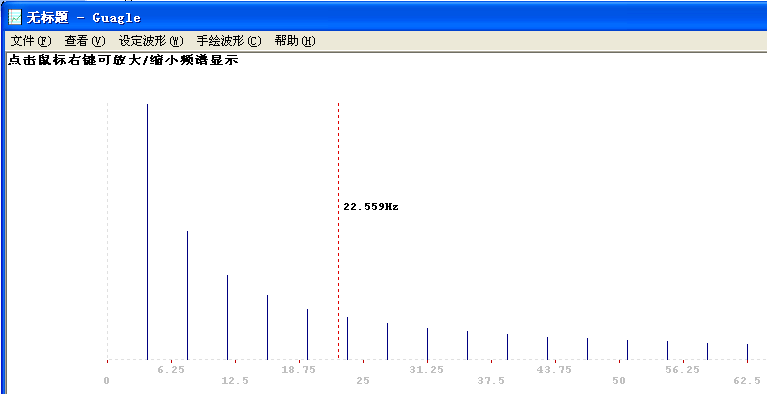 无标题 - Guagle
文件(F) 查看(V) 设定波形(W) 手绘波形(C) 帮助(H)
点击鼠标右键可放大/缩小频谱显示
22.559Hz
6.25 18.75 31.25 43.75 56.25
0 12.5 25 37.5 50 62.5